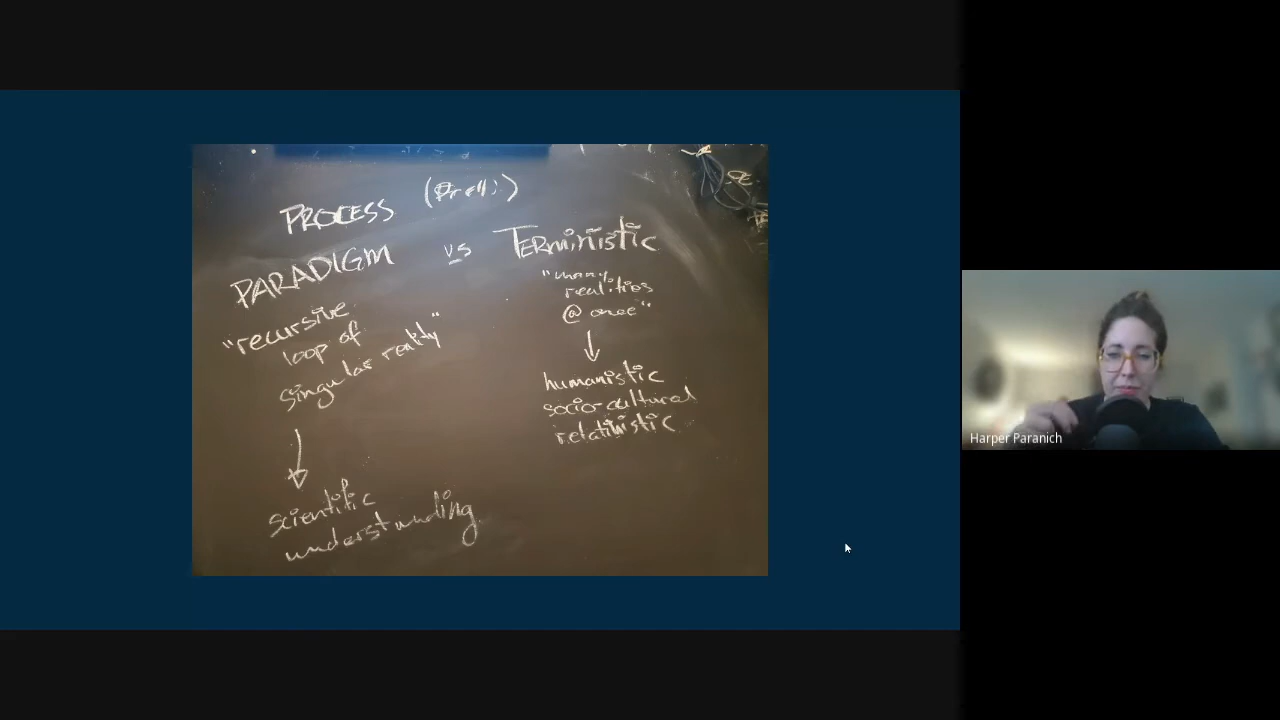 PROCESS
PARADIGM vs TERministic
"recursive
loop of
singular reality"
scientific
understanding
"many
realities
@ once"
humanistic
socio-cultural
relativistic
Harper Paranich